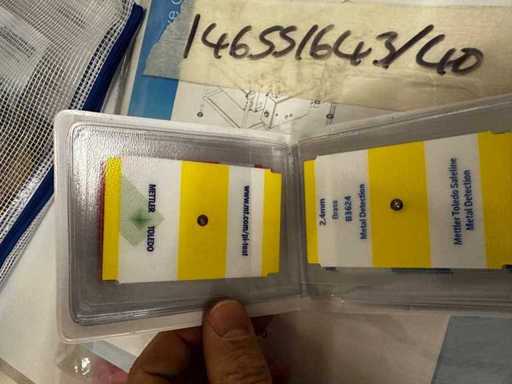 146551643/40
METTLER TOLEDO
www.mt.com/pi-test
2.4mm
Brass
B3624
Metal Detection
Mettler Toledo Safeline
Metal Detection